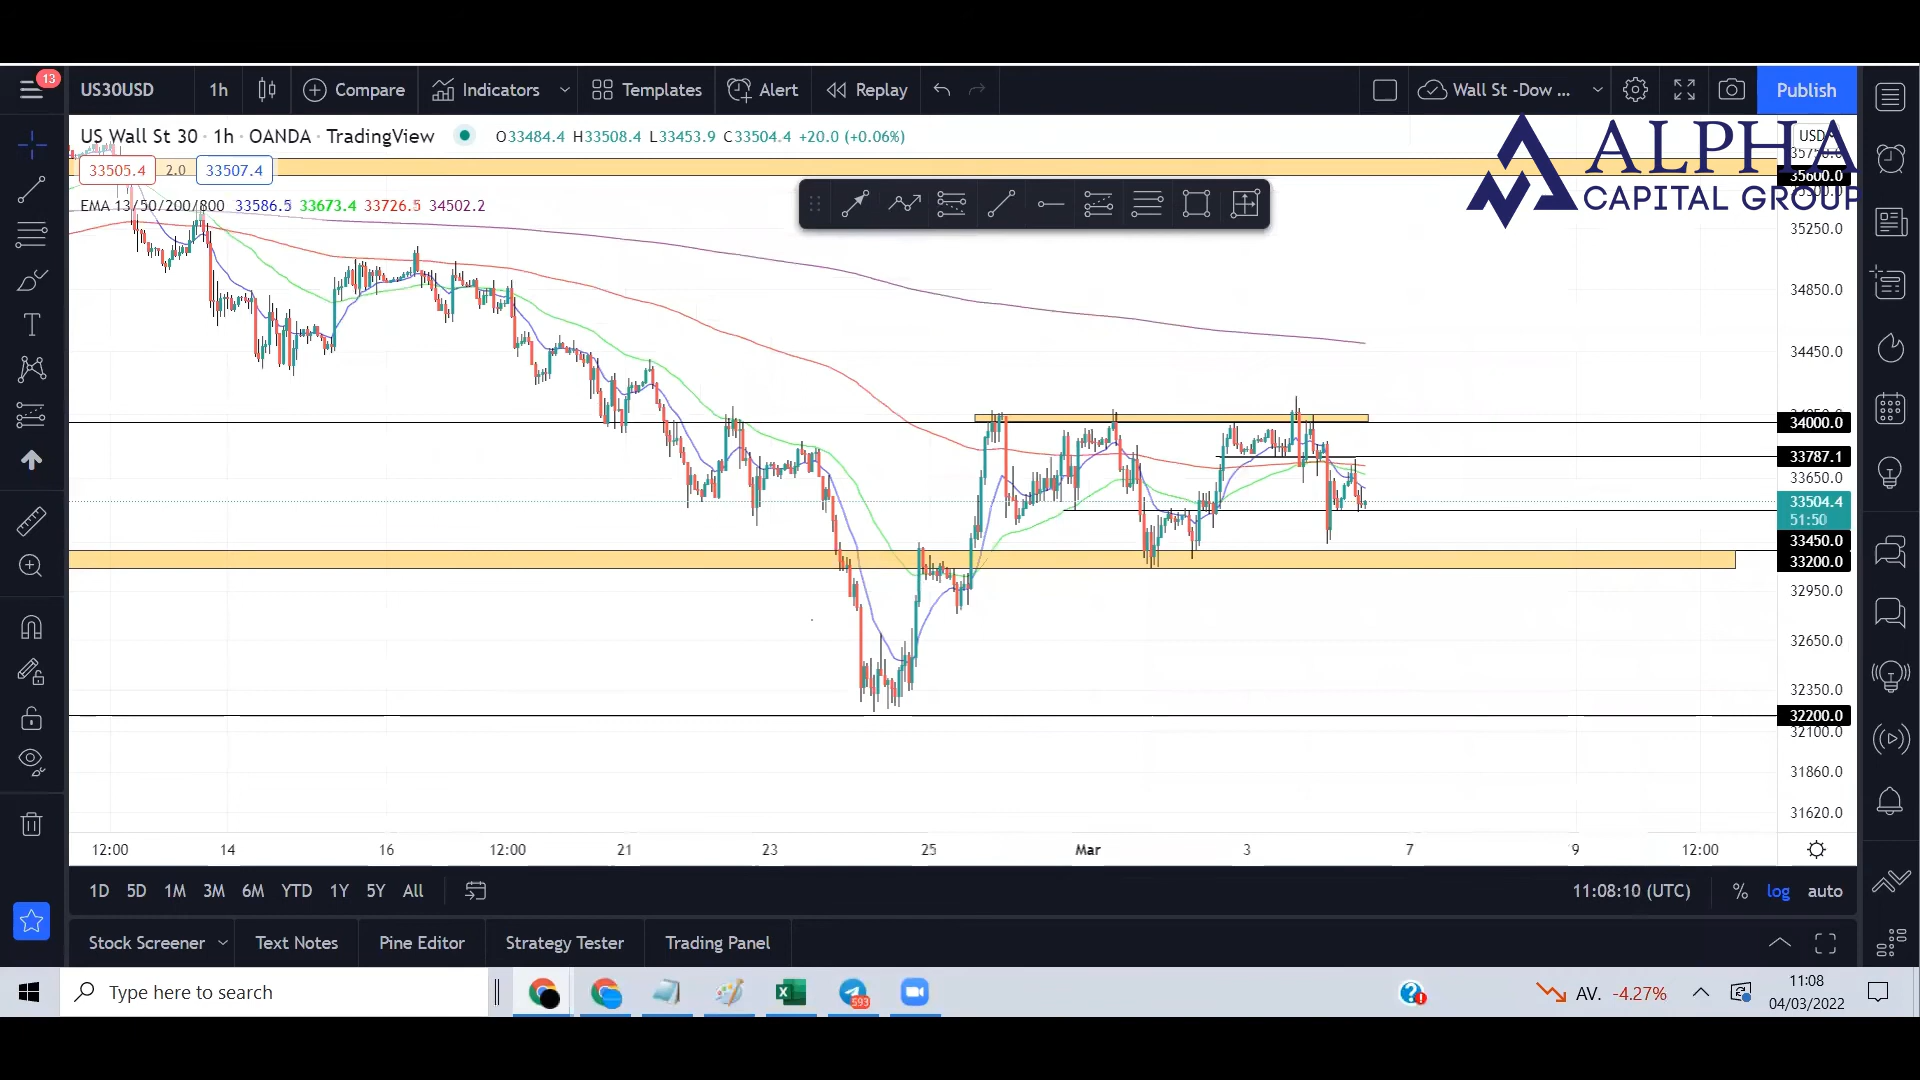 13
US30USD
1h
Compare
Indicators
Templates
Alert
Replay
Wall St -Dow ...
Publish
US Wall St 30 · 1h · OANDA · TradingView
O33484.4 H33508.4 L33453.9 C33504.4 +20.0 (+0.06%)
USD
ALPHA
CAPITAL GROUP
33505.4
2.0
33507.4
EMA 13/50/200/800 33586.5 33673.4 33726.5 34502.2
35600.0
35250.0
34850.0
34450.0
34000.0
33787.1
33650.0
33504.4
51:50
33450.0
33200.0
32950.0
32650.0
32350.0
32200.0
32100.0
31860.0
31620.0
12:00 14 16 12:00 21 23 25 Mar 3 7 9 12:00
1D 5D 1M 3M 6M YTD 1Y 5Y All
11:08:10 (UTC) % log auto
Stock Screener
Text Notes
Pine Editor
Strategy Tester
Trading Panel
Type here to search
593
AV. -4.27%
11:08
04/03/2022